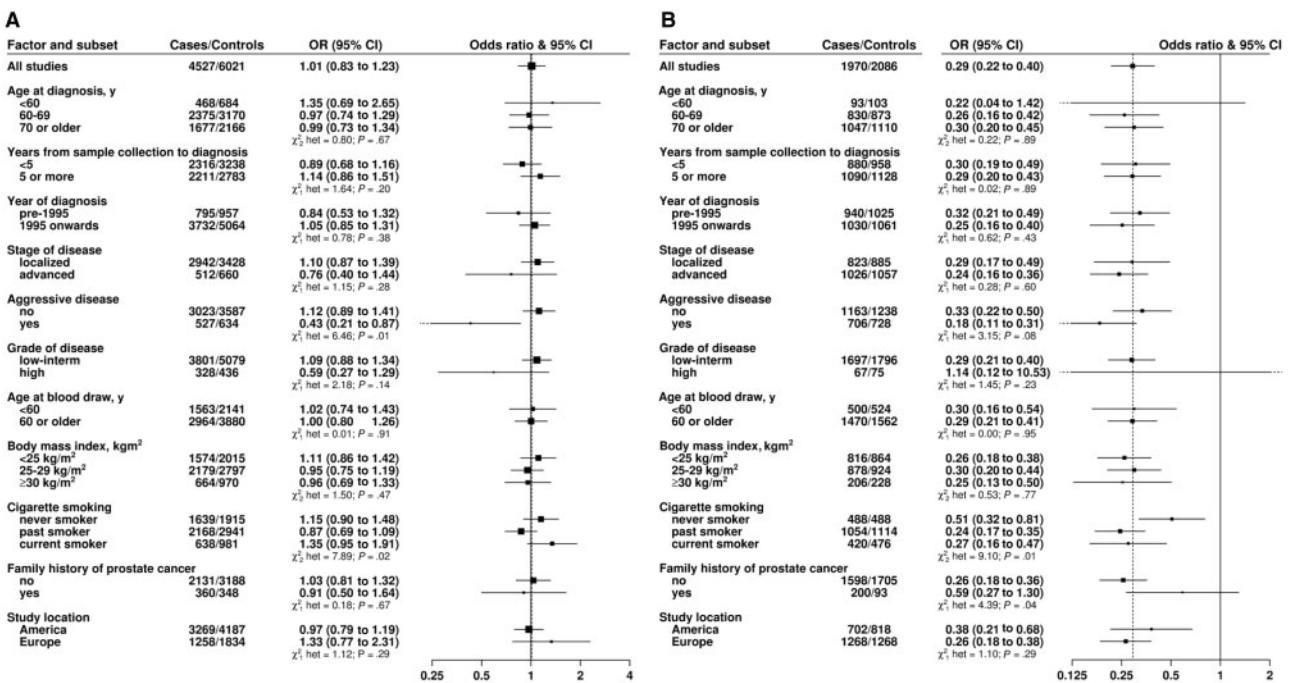 A
Factor and subset Cases/Controls OR (95% CI) Odds ratio & 95% CI
All studies 4527/6021 1.01 (0.83 to 1.23)
Age at diagnosis, y
<60 468/684 1.35 (0.69 to 2.65)
60-69 2375/3170 0.97 (0.74 to 1.29)
70 or older 1677/2166 0.99 (0.73 to 1.34)
χ²₂ het = 0.80; P = .67
Years from sample collection to diagnosis
<5 2316/3238 0.89 (0.68 to 1.16)
5 or more 2211/2783 1.14 (0.86 to 1.51)
χ²₁ het = 1.64; P = .20
Year of diagnosis
pre-1995 795/957 0.84 (0.53 to 1.32)
1995 onwards 3732/5064 1.05 (0.85 to 1.31)
χ²₁ het = 0.78; P = .38
Stage of disease
localized 2942/3428 1.10 (0.87 to 1.39)
advanced 512/660 0.76 (0.40 to 1.44)
χ²₁ het = 1.15; P = .28
Aggressive disease
no 3023/3587 1.12 (0.89 to 1.41)
yes 527/634 0.43 (0.21 to 0.87)
χ²₁ het = 6.46; P = .01
Grade of disease
low-interm 3801/5079 1.09 (0.88 to 1.34)
high 328/436 0.59 (0.27 to 1.29)
χ²₁ het = 2.18; P = .14
Age at blood draw, y
<60 1563/2141 1.02 (0.74 to 1.43)
60 or older 2964/3880 1.00 (0.80 1.26)
χ²₁ het = 0.01; P = .91
Body mass index, kgm²
<25 kg/m² 1574/2015 1.11 (0.86 to 1.42)
25-29 kg/m² 2179/2797 0.95 (0.75 to 1.19)
≥30 kg/m² 664/970 0.96 (0.69 to 1.33)
χ²₂ het = 1.50; P = .47
Cigarette smoking
never smoker 1639/1915 1.15 (0.90 to 1.48)
past smoker 2168/2941 0.87 (0.69 to 1.09)
current smoker 638/981 1.35 (0.95 to 1.91)
χ²₂ het = 7.89; P = .02
Family history of prostate cancer
no 2131/3188 1.03 (0.81 to 1.32)
yes 360/348 0.91 (0.50 to 1.64)
χ²₁ het = 0.18; P = .67
Study location
America 3269/4187 0.97 (0.79 to 1.19)
Europe 1258/1834 1.33 (0.77 to 2.31)
χ²₁ het = 1.12; P = .29
0.25 0.5 1 2 4
B
Factor and subset Cases/Controls OR (95% CI) Odds ratio & 95% CI
All studies 1970/2086 0.29 (0.22 to 0.40)
Age at diagnosis, y
<60 93/103 0.22 (0.04 to 1.42)
60-69 830/873 0.26 (0.16 to 0.42)
70 or older 1047/1110 0.30 (0.20 to 0.45)
χ²₂ het = 0.22; P = .89
Years from sample collection to diagnosis
<5 880/958 0.30 (0.19 to 0.49)
5 or more 1090/1128 0.29 (0.20 to 0.43)
χ²₁ het = 0.02; P = .89
Year of diagnosis
pre-1995 940/1025 0.32 (0.21 to 0.49)
1995 onwards 1030/1061 0.25 (0.16 to 0.40)
χ²₁ het = 0.62; P = .43
Stage of disease
localized 823/885 0.29 (0.17 to 0.49)
advanced 1026/1057 0.24 (0.16 to 0.36)
χ²₁ het = 0.28; P = .60
Aggressive disease
no 1163/1238 0.33 (0.22 to 0.50)
yes 706/728 0.18 (0.11 to 0.31)
χ²₁ het = 3.15; P = .08
Grade of disease
low-interm 1697/1796 0.29 (0.21 to 0.40)
high 67/75 1.14 (0.12 to 10.53)
χ²₁ het = 1.45; P = .23
Age at blood draw, y
<60 500/524 0.30 (0.16 to 0.54)
60 or older 1470/1562 0.29 (0.21 to 0.41)
χ²₁ het = 0.00; P = .95
Body mass index, kgm²
<25 kg/m² 816/864 0.26 (0.18 to 0.38)
25-29 kg/m² 878/924 0.30 (0.20 to 0.44)
≥30 kg/m² 206/228 0.25 (0.13 to 0.50)
χ²₂ het = 0.53; P = .77
Cigarette smoking
never smoker 488/488 0.51 (0.32 to 0.81)
past smoker 1054/1114 0.24 (0.17 to 0.35)
current smoker 420/476 0.27 (0.16 to 0.47)
χ²₂ het = 9.10; P = .01
Family history of prostate cancer
no 1598/1705 0.26 (0.18 to 0.36)
yes 200/93 0.59 (0.27 to 1.30)
χ²₁ het = 4.39; P = .04
Study location
America 702/818 0.38 (0.21 to 0.68)
Europe 1268/1268 0.26 (0.18 to 0.38)
χ²₁ het = 1.10; P = .29
0.125 0.25 0.5 1 2